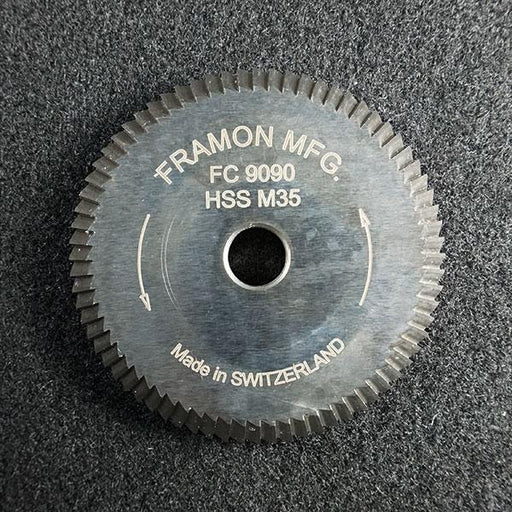 FRAMON MFG.
FC 9090
HSS M35
Made in SWITZERLAND